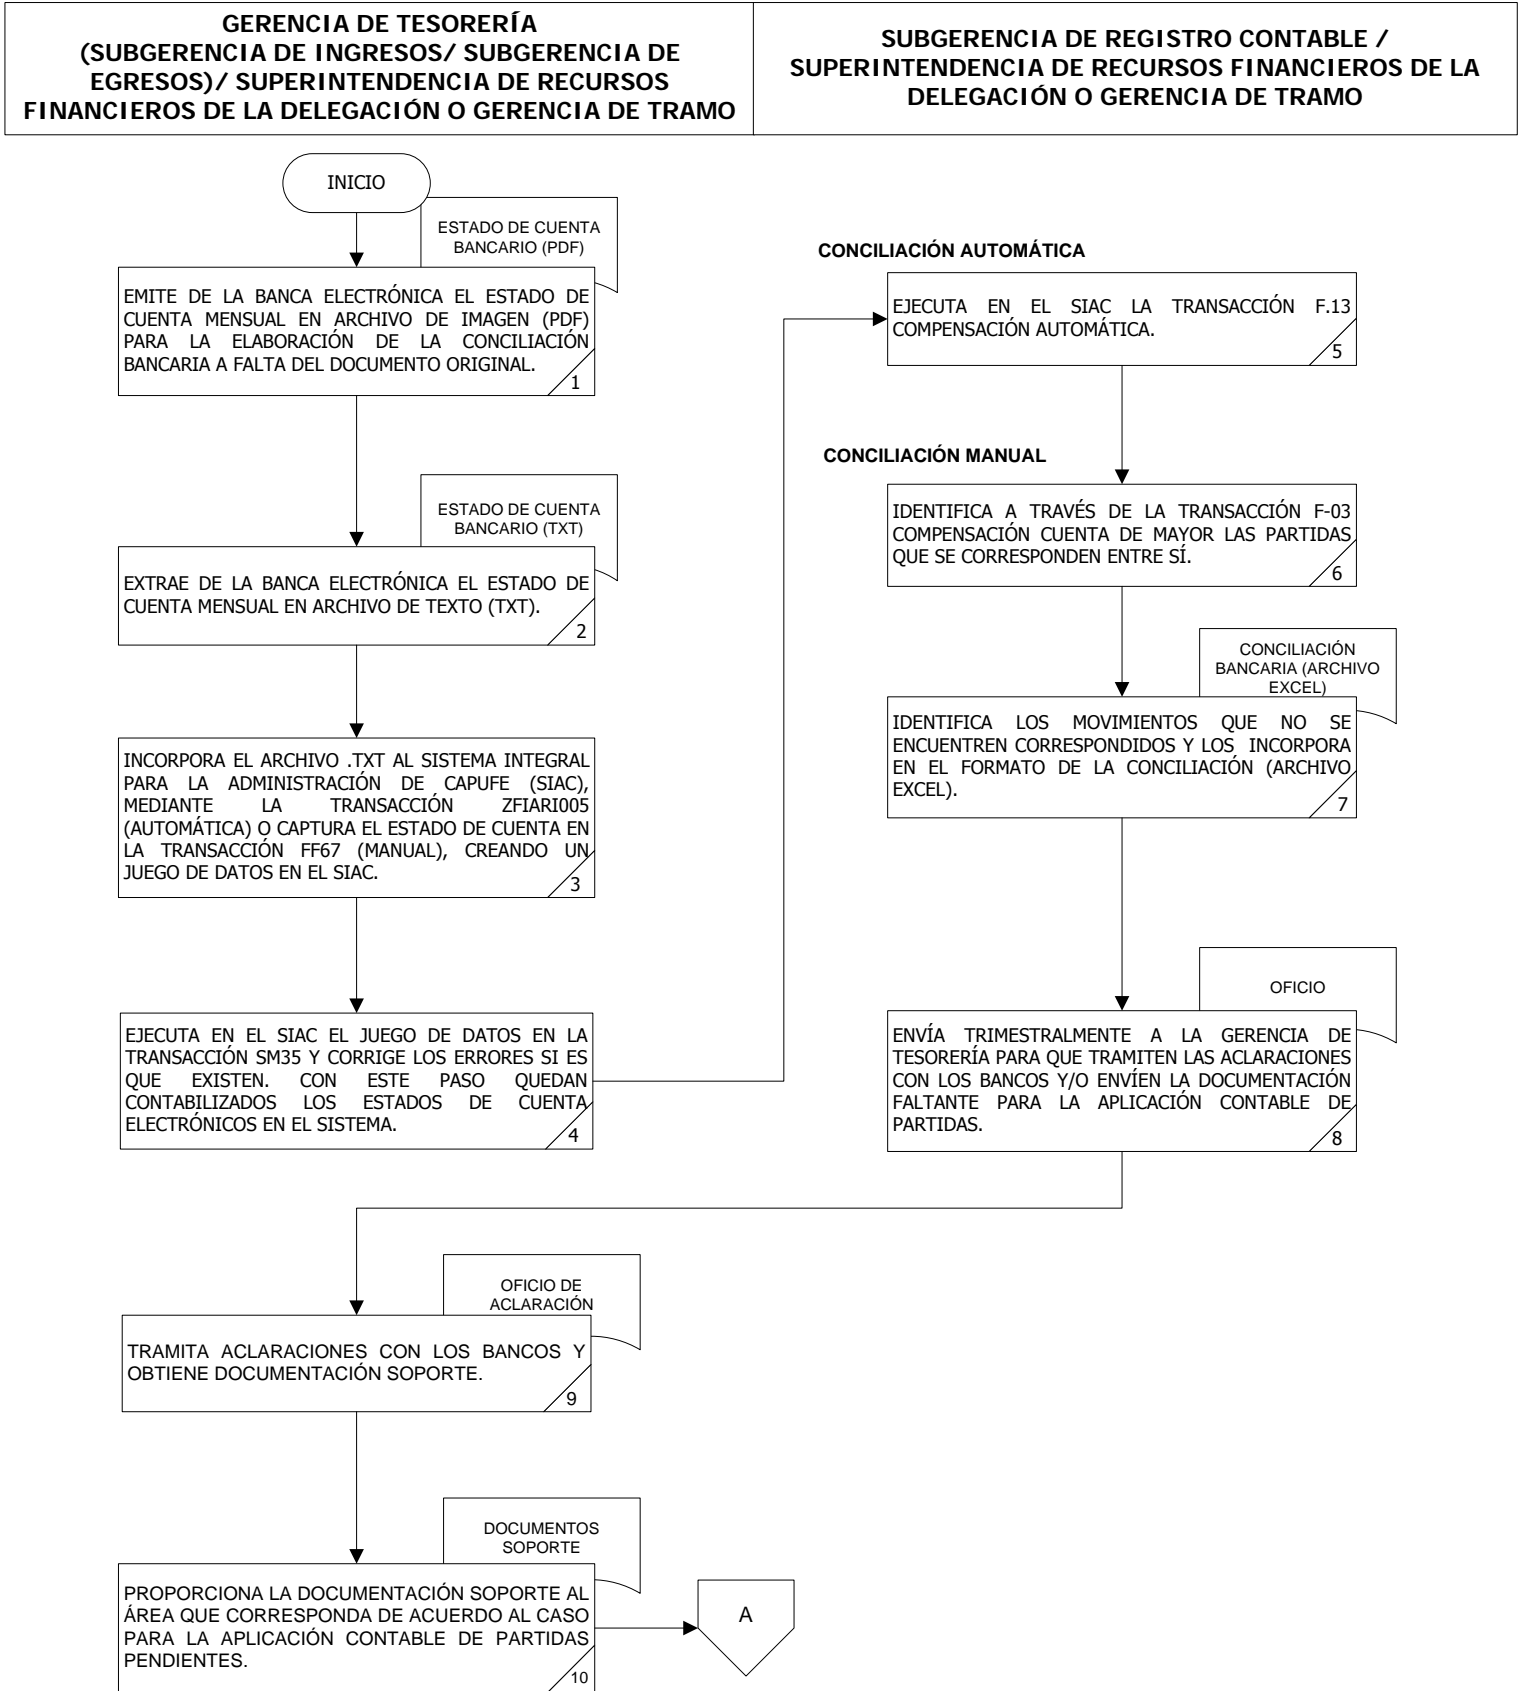 GERENCIA DE TESORERÍA
(SUBGERENCIA DE INGRESOS/ SUBGERENCIA DE
EGRESOS)/ SUPERINTENDENCIA DE RECURSOS
FINANCIEROS DE LA DELEGACIÓN O GERENCIA DE TRAMO
SUBGERENCIA DE REGISTRO CONTABLE /
SUPERINTENDENCIA DE RECURSOS FINANCIEROS DE LA
DELEGACIÓN O GERENCIA DE TRAMO
INICIO
ESTADO DE CUENTA
BANCARIO (PDF)
EMITE DE LA BANCA ELECTRÓNICA EL ESTADO DE
CUENTA MENSUAL EN ARCHIVO DE IMAGEN (PDF)
PARA LA ELABORACIÓN DE LA CONCILIACIÓN
BANCARIA A FALTA DEL DOCUMENTO ORIGINAL.
1
ESTADO DE CUENTA
BANCARIO (TXT)
EXTRAE DE LA BANCA ELECTRÓNICA EL ESTADO DE
CUENTA MENSUAL EN ARCHIVO DE TEXTO (TXT).
2
INCORPORA EL ARCHIVO .TXT AL SISTEMA INTEGRAL
PARA LA ADMINISTRACIÓN DE CAPUFE (SIAC),
MEDIANTE LA TRANSACCIÓN ZFIARI005
(AUTOMÁTICA) O CAPTURA EL ESTADO DE CUENTA EN
LA TRANSACCIÓN FF67 (MANUAL), CREANDO UN
JUEGO DE DATOS EN EL SIAC.
3
EJECUTA EN EL SIAC EL JUEGO DE DATOS EN LA
TRANSACCIÓN SM35 Y CORRIGE LOS ERRORES SI ES
QUE EXISTEN. CON ESTE PASO QUEDAN
CONTABILIZADOS LOS ESTADOS DE CUENTA
ELECTRÓNICOS EN EL SISTEMA.
4
CONCILIACIÓN AUTOMÁTICA
EJECUTA EN EL SIAC LA TRANSACCIÓN F.13
COMPENSACIÓN AUTOMÁTICA.
5
CONCILIACIÓN MANUAL
IDENTIFICA A TRAVÉS DE LA TRANSACCIÓN F-03
COMPENSACIÓN CUENTA DE MAYOR LAS PARTIDAS
QUE SE CORRESPONDEN ENTRE SÍ.
6
CONCILIACIÓN
BANCARIA (ARCHIVO
EXCEL)
IDENTIFICA LOS MOVIMIENTOS QUE NO SE
ENCUENTREN CORRESPONDIDOS Y LOS INCORPORA
EN EL FORMATO DE LA CONCILIACIÓN (ARCHIVO
EXCEL).
7
OFICIO
ENVÍA TRIMESTRALMENTE A LA GERENCIA DE
TESORERÍA PARA QUE TRAMITEN LAS ACLARACIONES
CON LOS BANCOS Y/O ENVÍEN LA DOCUMENTACIÓN
FALTANTE PARA LA APLICACIÓN CONTABLE DE
PARTIDAS.
8
OFICIO DE
ACLARACIÓN
TRAMITA ACLARACIONES CON LOS BANCOS Y
OBTIENE DOCUMENTACIÓN SOPORTE.
9
DOCUMENTOS
SOPORTE
PROPORCIONA LA DOCUMENTACIÓN SOPORTE AL
ÁREA QUE CORRESPONDA DE ACUERDO AL CASO
PARA LA APLICACIÓN CONTABLE DE PARTIDAS
PENDIENTES.
10
A